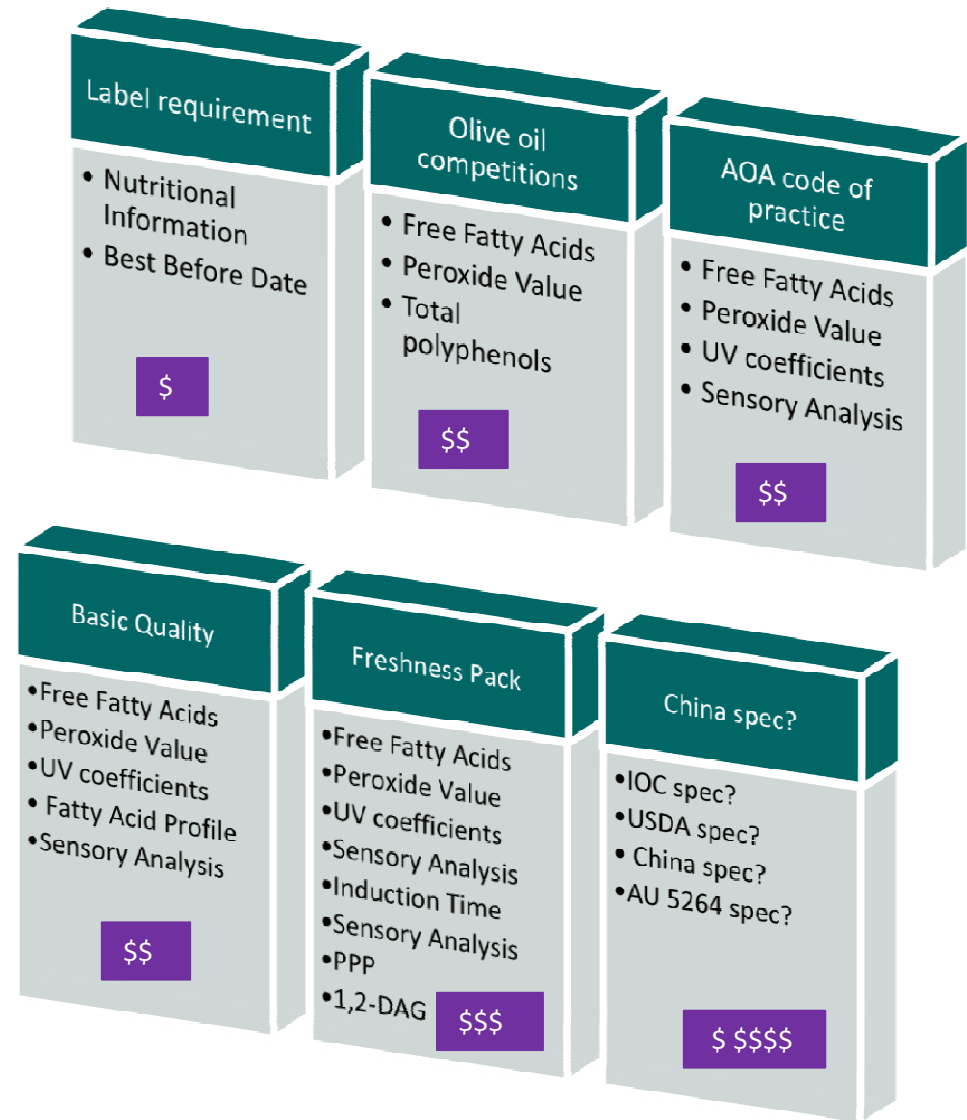 Label requirement
• Nutritional
Information
• Best Before Date
$
Olive oil
competitions
• Free Fatty Acids
• Peroxide Value
• Total
polyphenols
$$
AOA code of
practice
• Free Fatty Acids
• Peroxide Value
• UV coefficients
• Sensory Analysis
$$
Basic Quality
•Free Fatty Acids
•Peroxide Value
•UV coefficients
• Fatty Acid Profile
•Sensory Analysis
$$
Freshness Pack
•Free Fatty Acids
•Peroxide Value
•UV coefficients
•Sensory Analysis
•Induction Time
•Sensory Analysis
•PPP
•1,2-DAG
$$$
China spec?
•IOC spec?
•USDA spec?
• China spec?
•AU 5264 spec?
$ $$$$